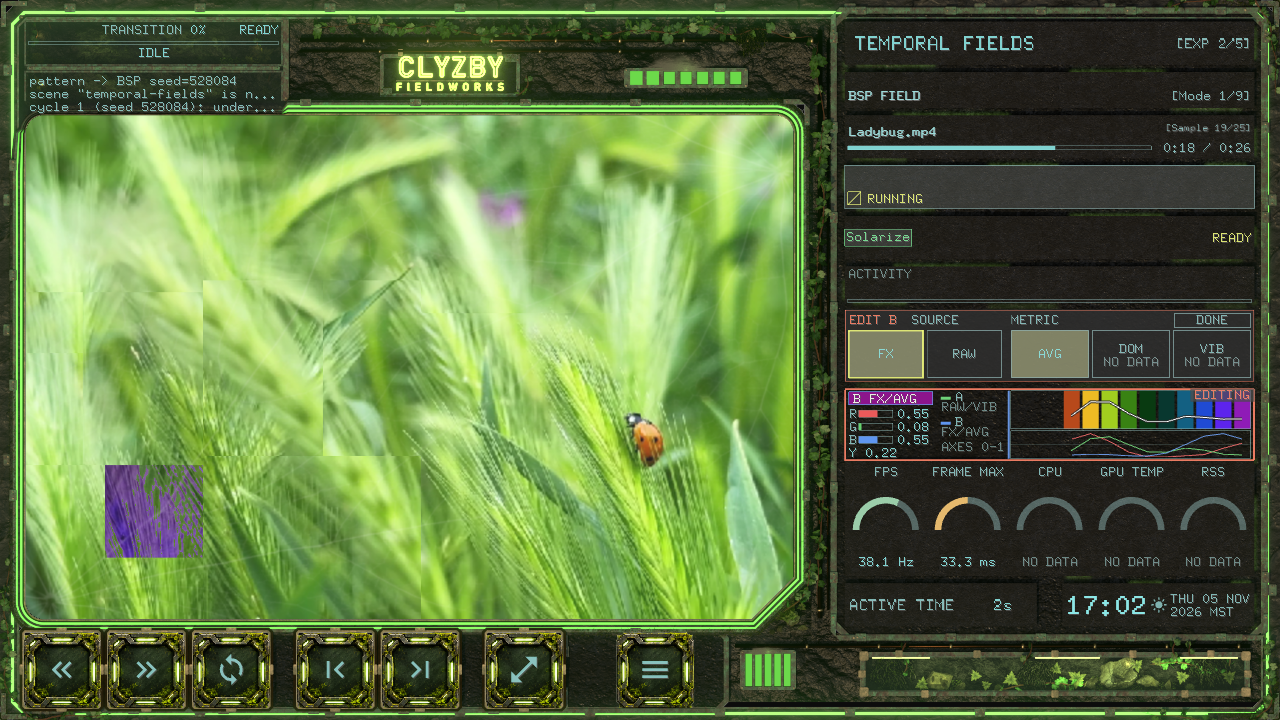 TRANSITION 0% READY
IDLE
pattern -> BSP seed=528084
scene "temporal-fields" is n...
cycle 1 (seed 528084): under...
CLYZBY
FIELDWORKS
TEMPORAL FIELDS [EXP 2/5]
BSP FIELD [Mode 1/9]
Ladybug.mp4 [Sample 19/25]
0:18 / 0:26
RUNNING
Solarize READY
ACTIVITY
EDIT B SOURCE METRIC DONE
FX RAW AVG DOM NO DATA VIB NO DATA
EDITING
B FX/AVG A RAW/VIB
R 0.55
G 0.08 B FX/AVG
B 0.55 AXES 0-1
Y 0.22
FPS FRAME MAX CPU GPU TEMP RSS
38.1 Hz 33.3 ms NO DATA NO DATA NO DATA
ACTIVE TIME 2s
17:02 THU 05 NOV 2026 MST